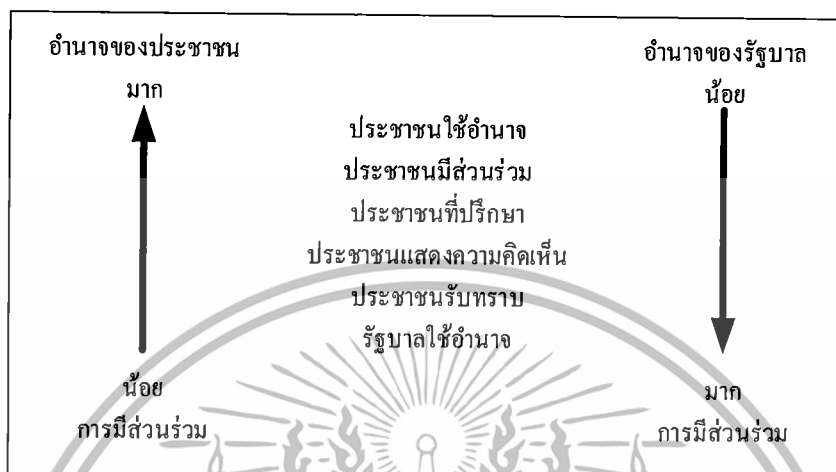 อำนาจของประชาชน
มาก
อำนาจของรัฐบาล
น้อย
ประชาชนใช้อำนาจ
ประชาชนมีส่วนร่วม
ประชาชนที่ปรึกษา
ประชาชนแสดงความคิดเห็น
ประชาชนรับทราบ
รัฐบาลใช้อำนาจ
น้อย
การมีส่วนร่วม
มาก
การมีส่วนร่วม